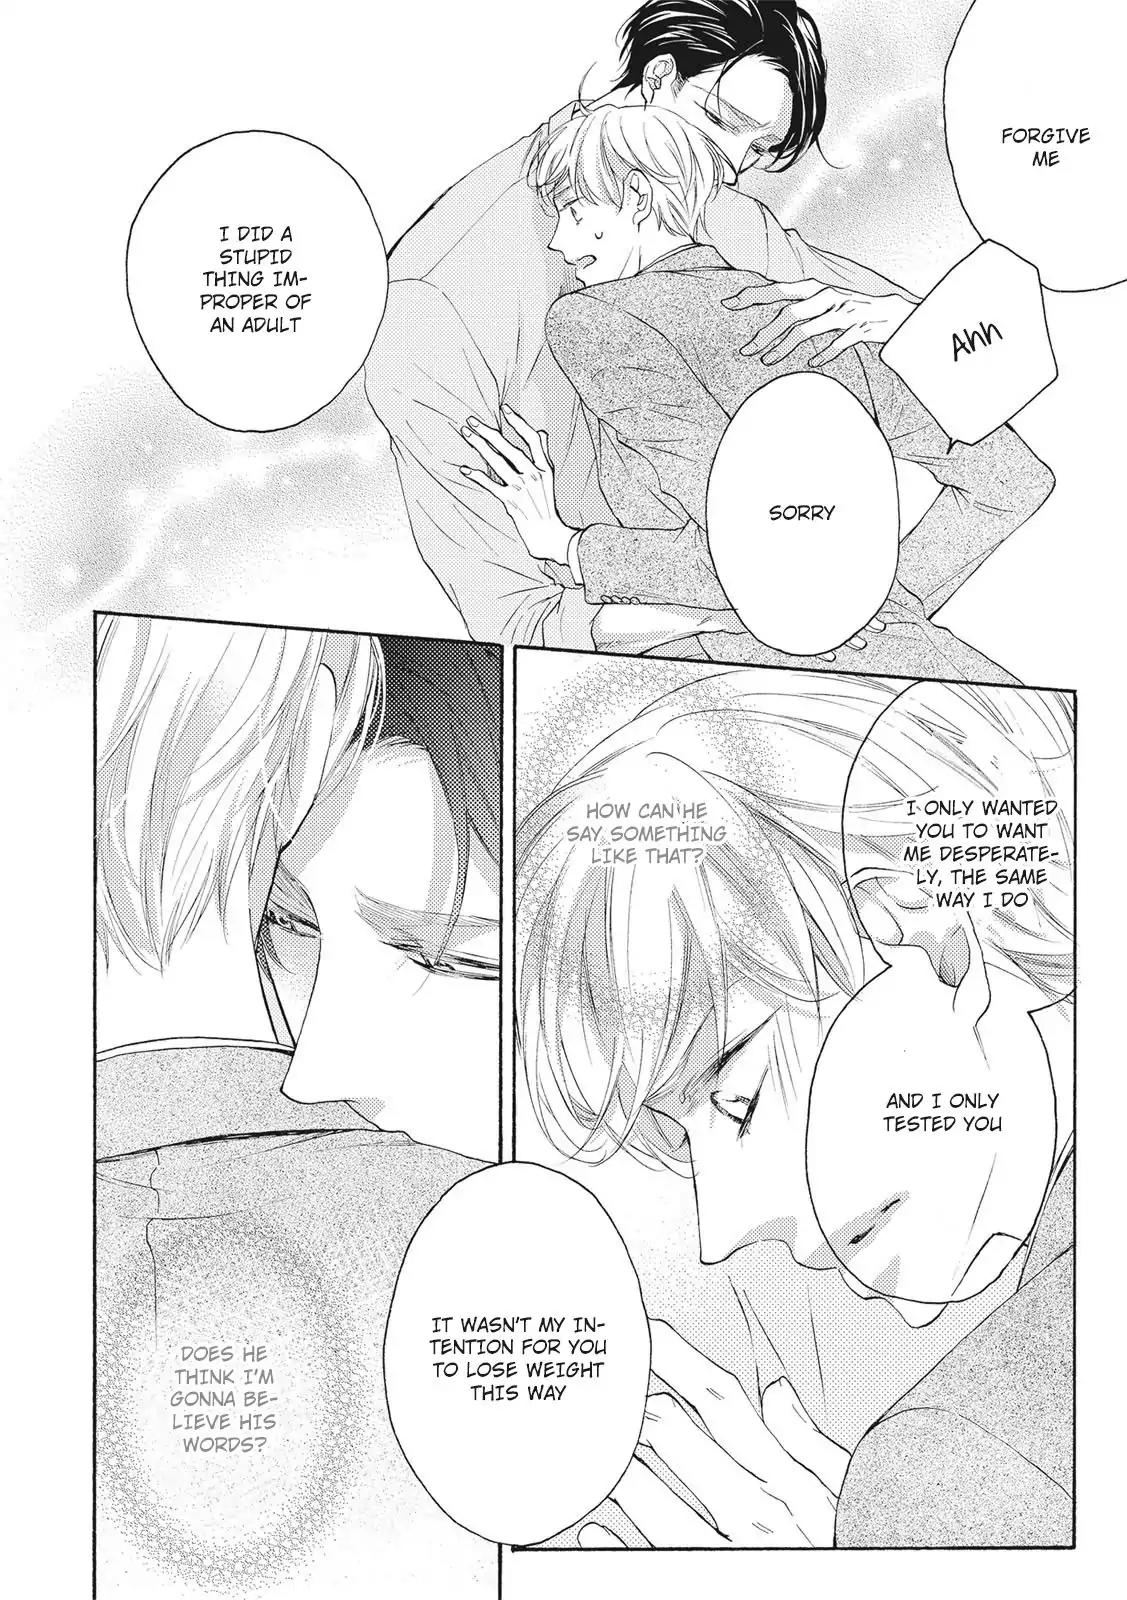 FORGIVE
ME
Ahh
I DID A
STUPID
THING IM-
PROPER OF
AN ADULT
SORRY
I ONLY WANTED
YOU TO WANT
ME DESPERATE-
LY, THE SAME
WAY I DO
HOW CAN HE
SAY SOMETHING
LIKE THAT?
AND I ONLY
TESTED YOU
IT WASN'T MY IN-
TENTION FOR YOU
TO LOSE WEIGHT
THIS WAY
DOES HE
THINK I'M
GONNA BE-
LIEVE HIS
WORDS?